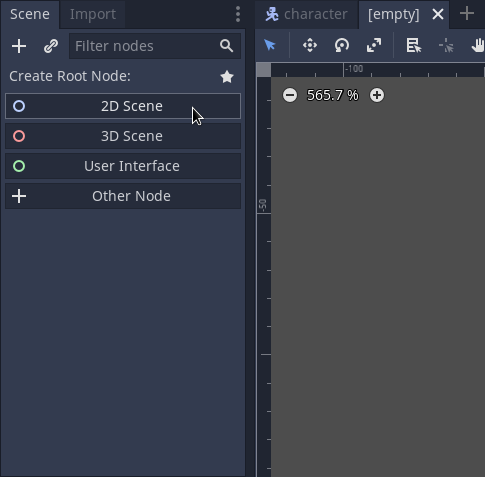 Scene Import
Filter nodes
Create Root Node:
2D Scene
3D Scene
User Interface
Other Node
character [empty]
-100
565.7 %
-50